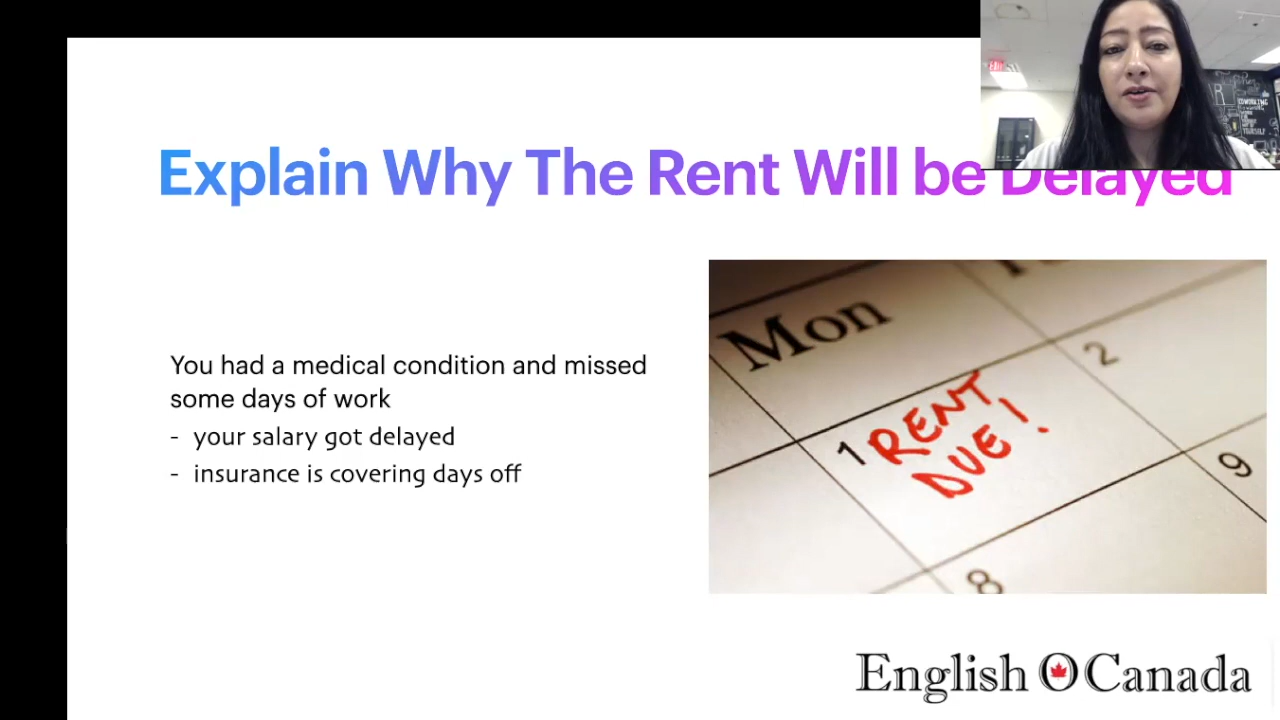 Explain Why The Rent Will be Delayed
You had a medical condition and missed
some days of work
- your salary got delayed
- insurance is covering days off
Mon
2
1 RENT
DUE!
9
8
English O Canada